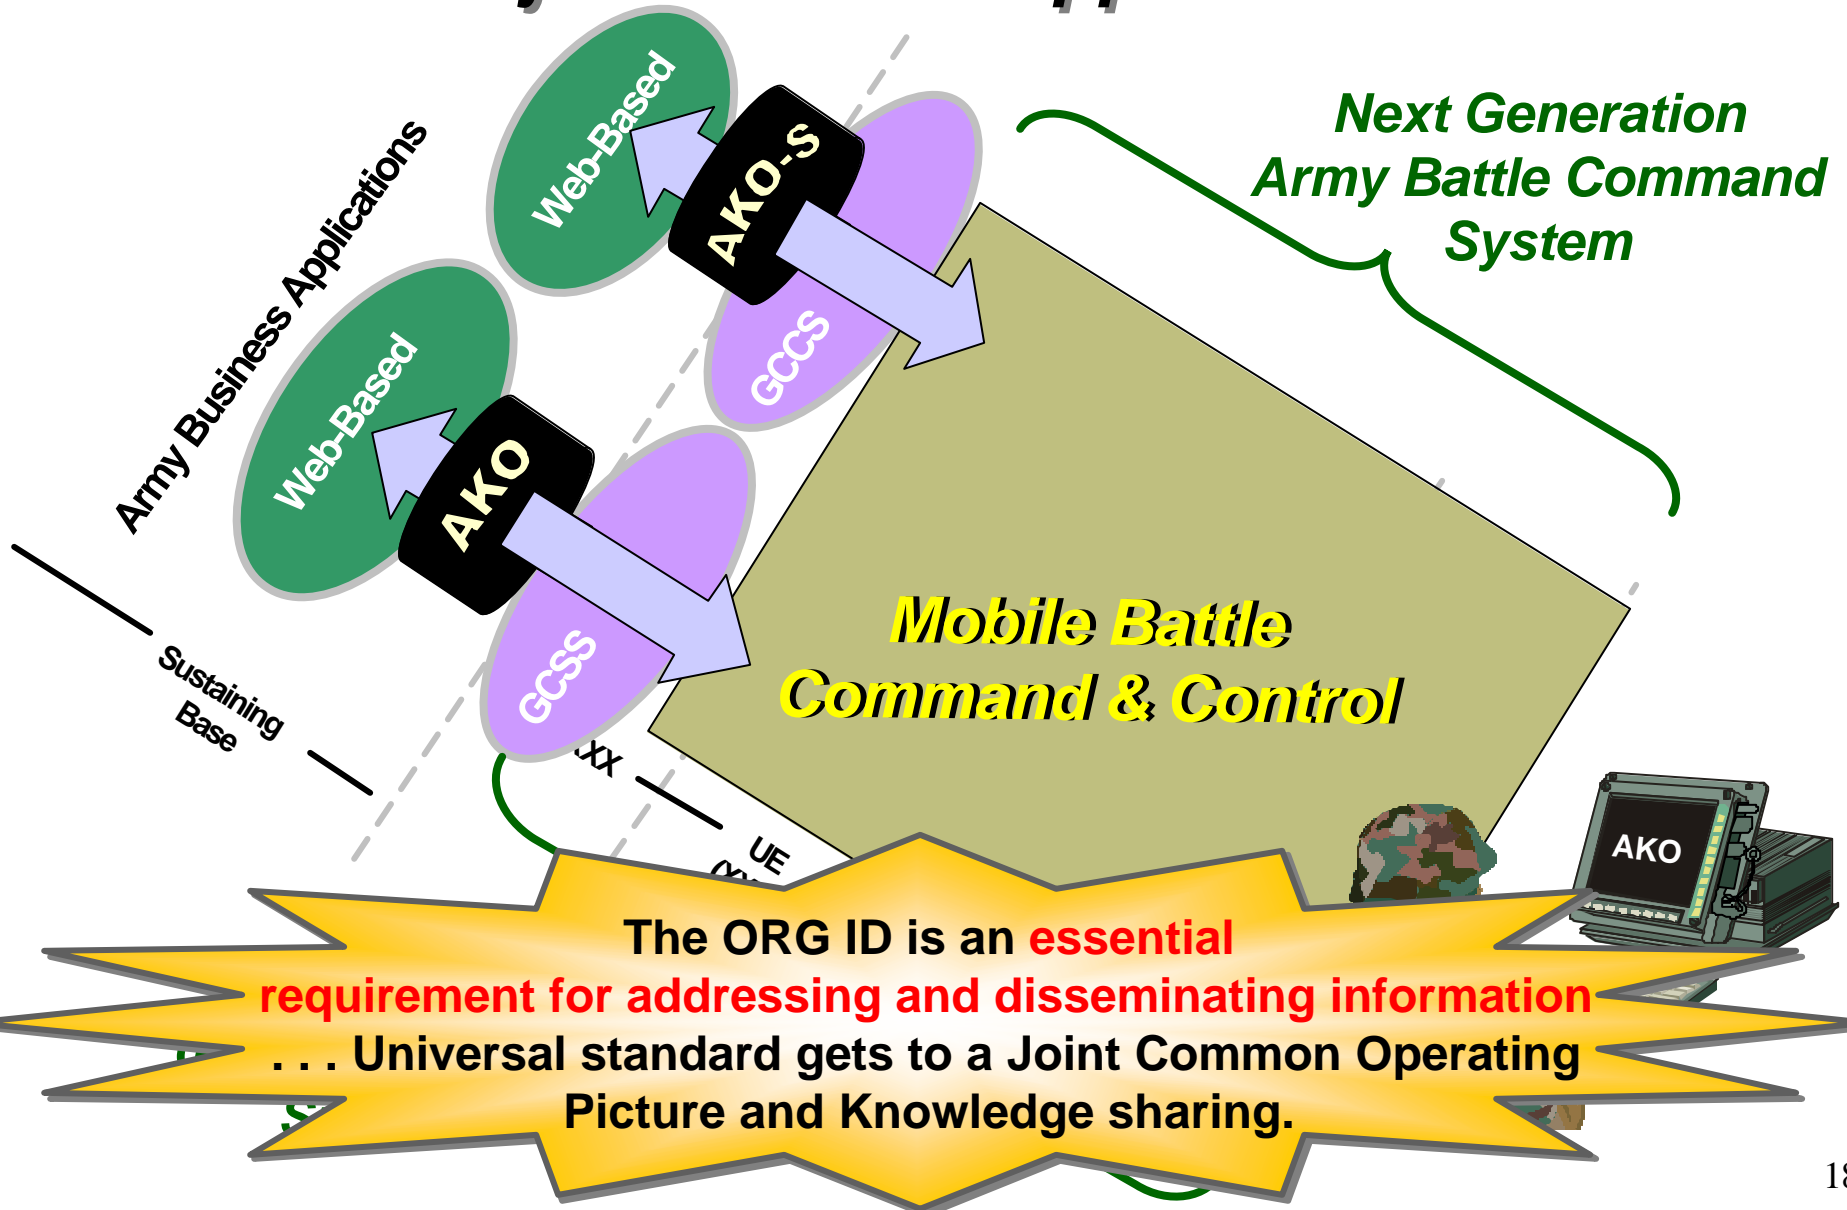 Next Generation
Army Battle Command
System
Army Business Applications
Web-Based
AKO-S
GCCS
Web-Based
AKO
GCSS
Mobile Battle
Command & Control
Sustaining
Base
UE
AKO
The ORG ID is an essential
requirement for addressing and disseminating information
. . . Universal standard gets to a Joint Common Operating
Picture and Knowledge sharing.
18